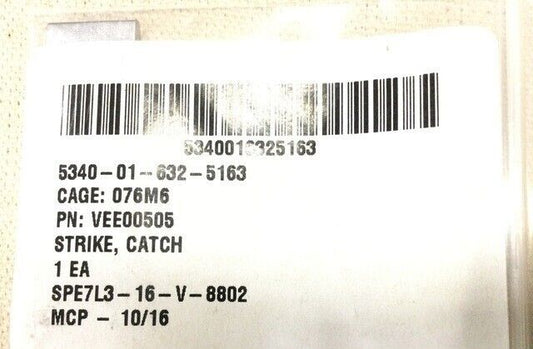 5340016325163
5340-01-632-5163
CAGE: 076M6
PN: VEE00505
STRIKE, CATCH
1 EA
SPE7L3-16-V-8802
MCP - 10/16